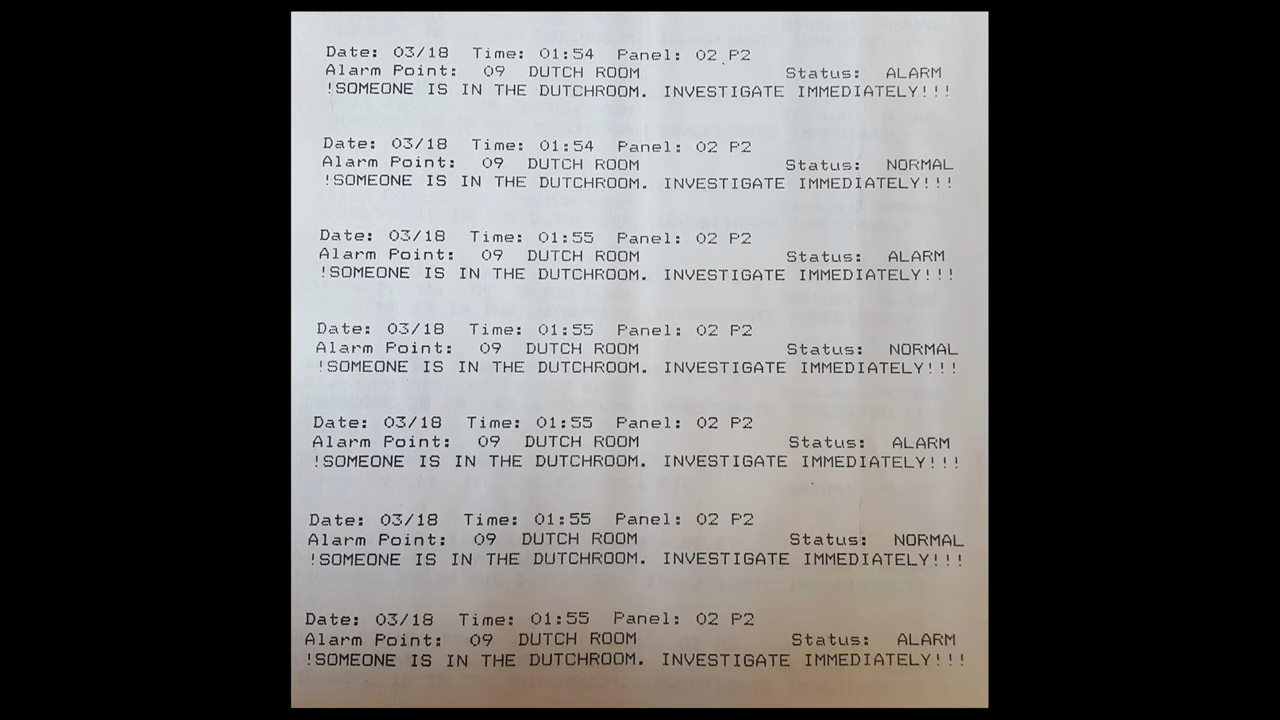 Date: 03/18 Time: 01:54 Panel: 02 P2
Alarm Point: 09 DUTCH ROOM Status: ALARM
!SOMEONE IS IN THE DUTCHROOM. INVESTIGATE IMMEDIATELY!!!
Date: 03/18 Time: 01:54 Panel: 02 P2
Alarm Point: 09 DUTCH ROOM Status: NORMAL
!SOMEONE IS IN THE DUTCHROOM. INVESTIGATE IMMEDIATELY!!!
Date: 03/18 Time: 01:55 Panel: 02 P2
Alarm Point: 09 DUTCH ROOM Status: ALARM
!SOMEONE IS IN THE DUTCHROOM. INVESTIGATE IMMEDIATELY!!!
Date: 03/18 Time: 01:55 Panel: 02 P2
Alarm Point: 09 DUTCH ROOM Status: NORMAL
!SOMEONE IS IN THE DUTCHROOM. INVESTIGATE IMMEDIATELY!!!
Date: 03/18 Time: 01:55 Panel: 02 P2
Alarm Point: 09 DUTCH ROOM Status: ALARM
!SOMEONE IS IN THE DUTCHROOM. INVESTIGATE IMMEDIATELY!!!
Date: 03/18 Time: 01:55 Panel: 02 P2
Alarm Point: 09 DUTCH ROOM Status: NORMAL
!SOMEONE IS IN THE DUTCHROOM. INVESTIGATE IMMEDIATELY!!!
Date: 03/18 Time: 01:55 Panel: 02 P2
Alarm Point: 09 DUTCH ROOM Status: ALARM
!SOMEONE IS IN THE DUTCHROOM. INVESTIGATE IMMEDIATELY!!!